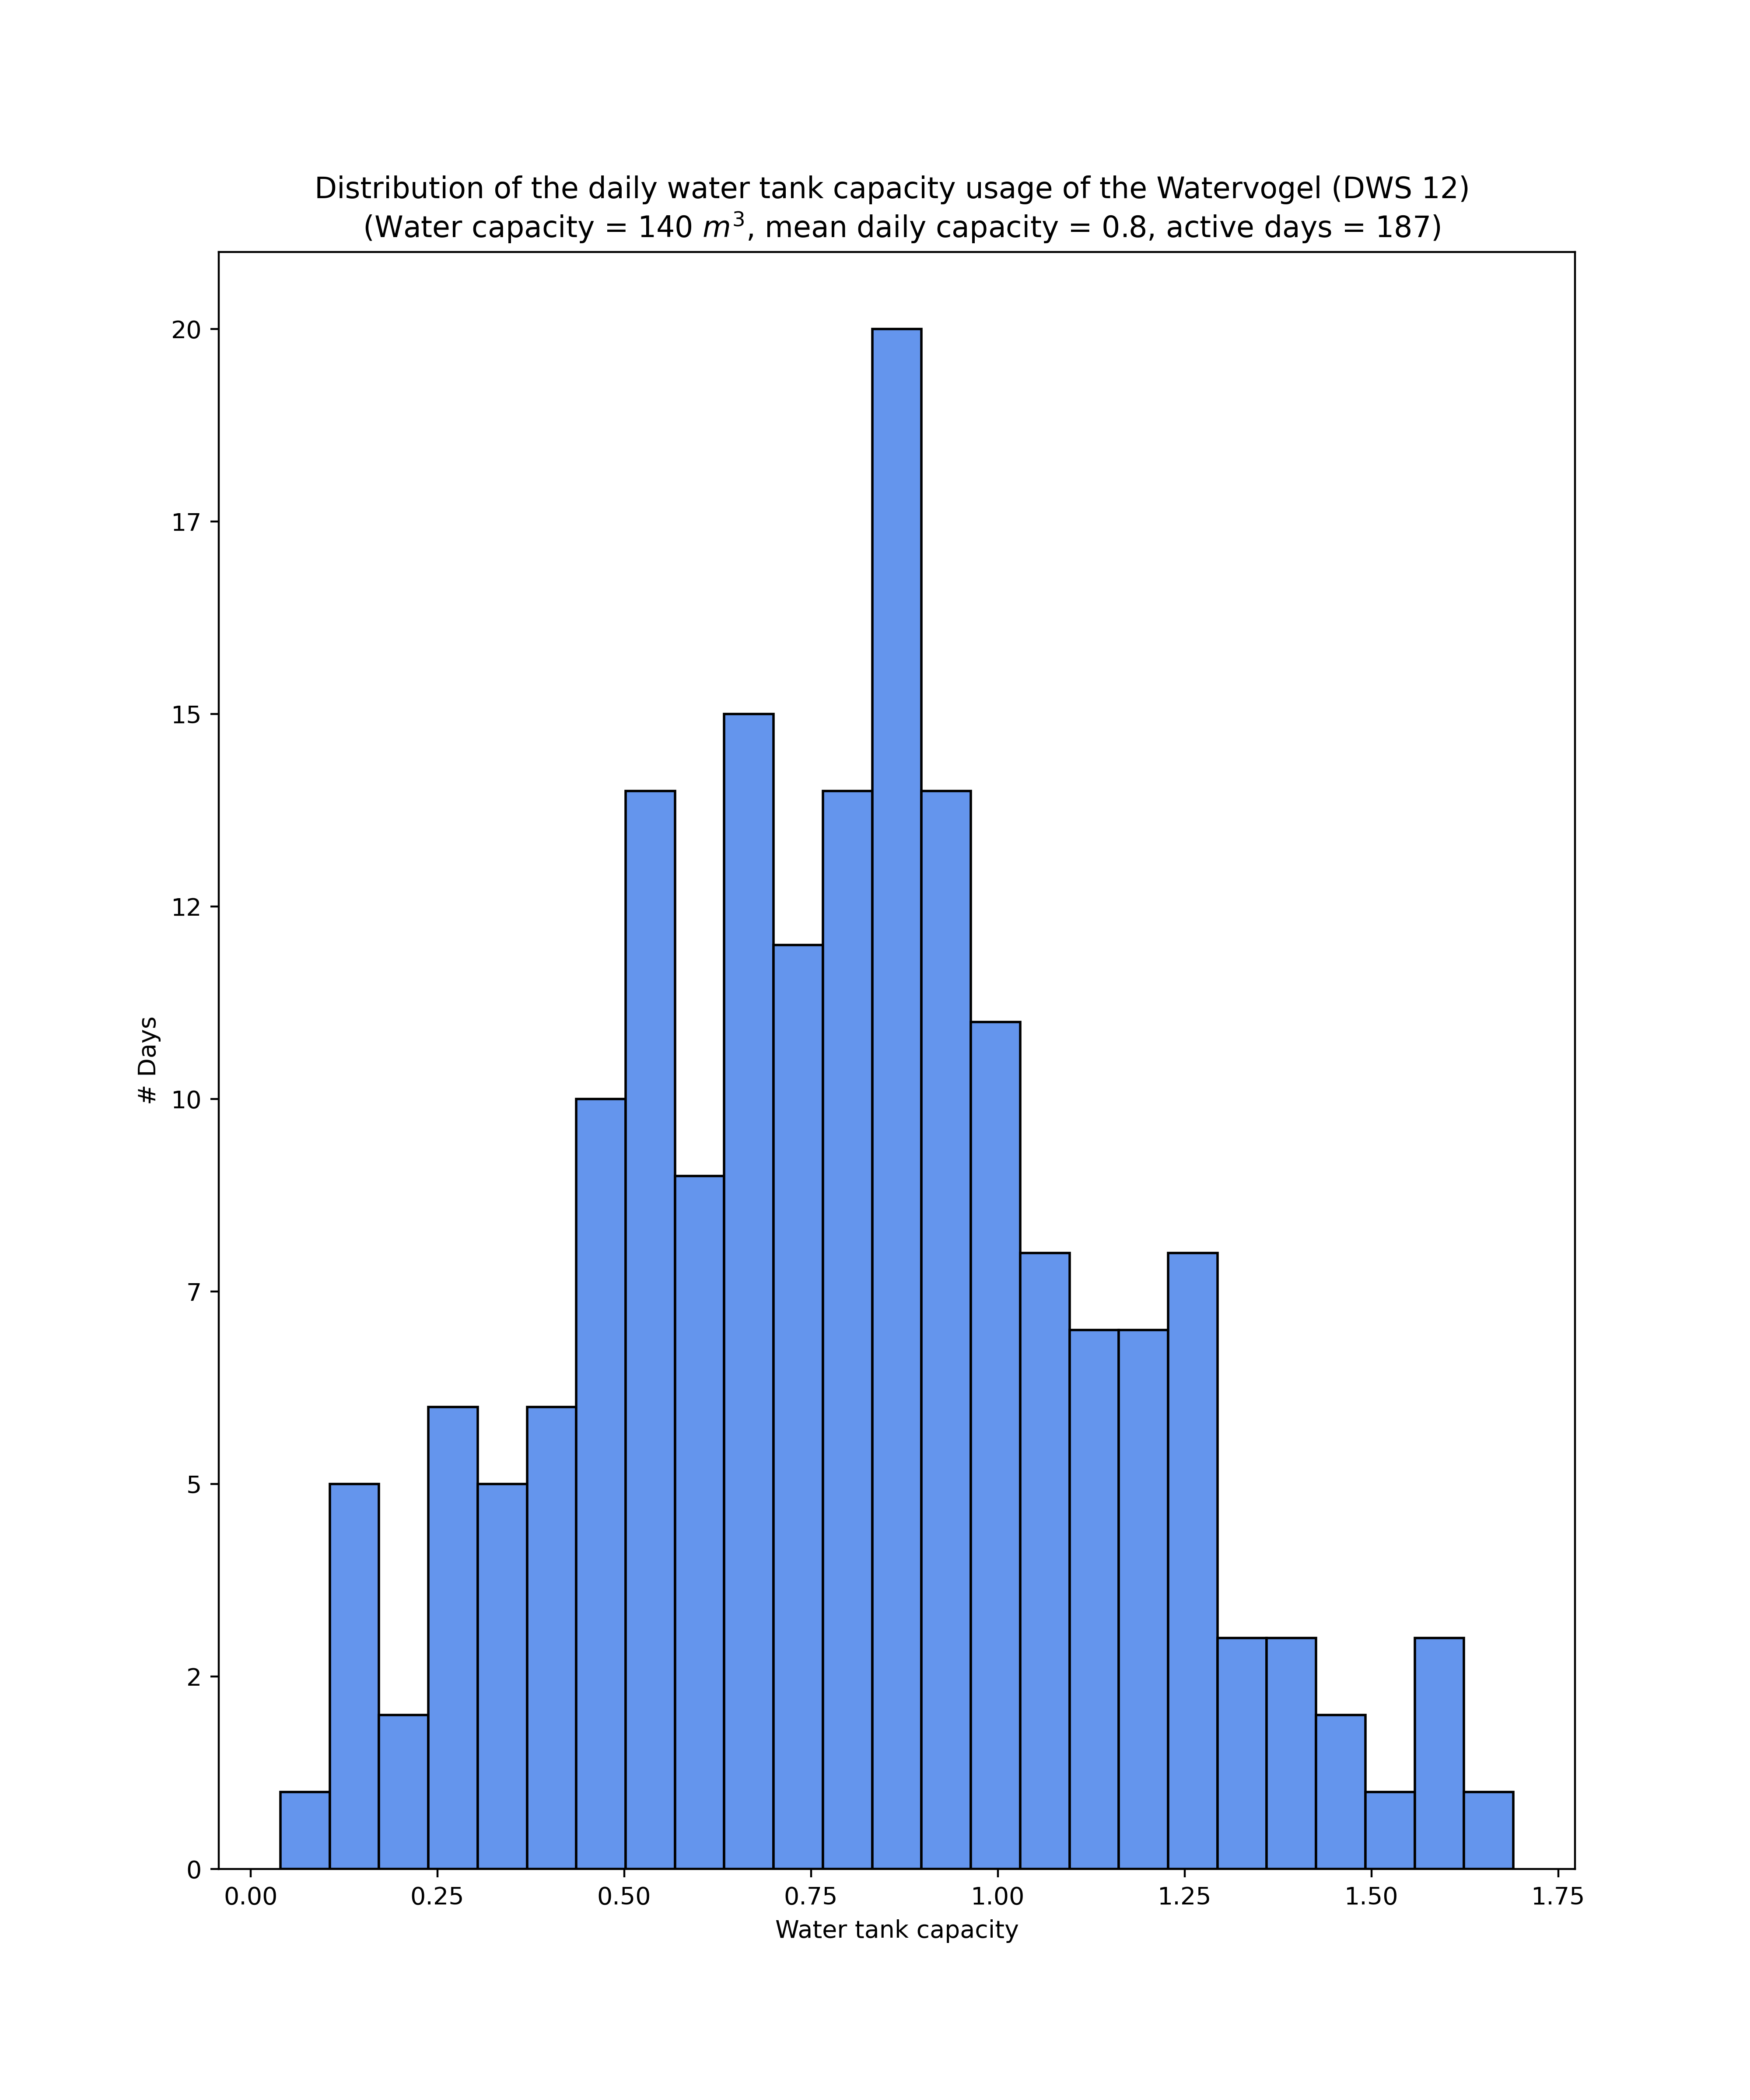 Distribution of the daily water tank capacity usage of the Watervogel (DWS 12)
(Water capacity = 140 m³, mean daily capacity = 0.8, active days = 187)
20
17
15
12
10
7
5
2
0
# Days
0.00 0.25 0.50 0.75 1.00 1.25 1.50 1.75
Water tank capacity